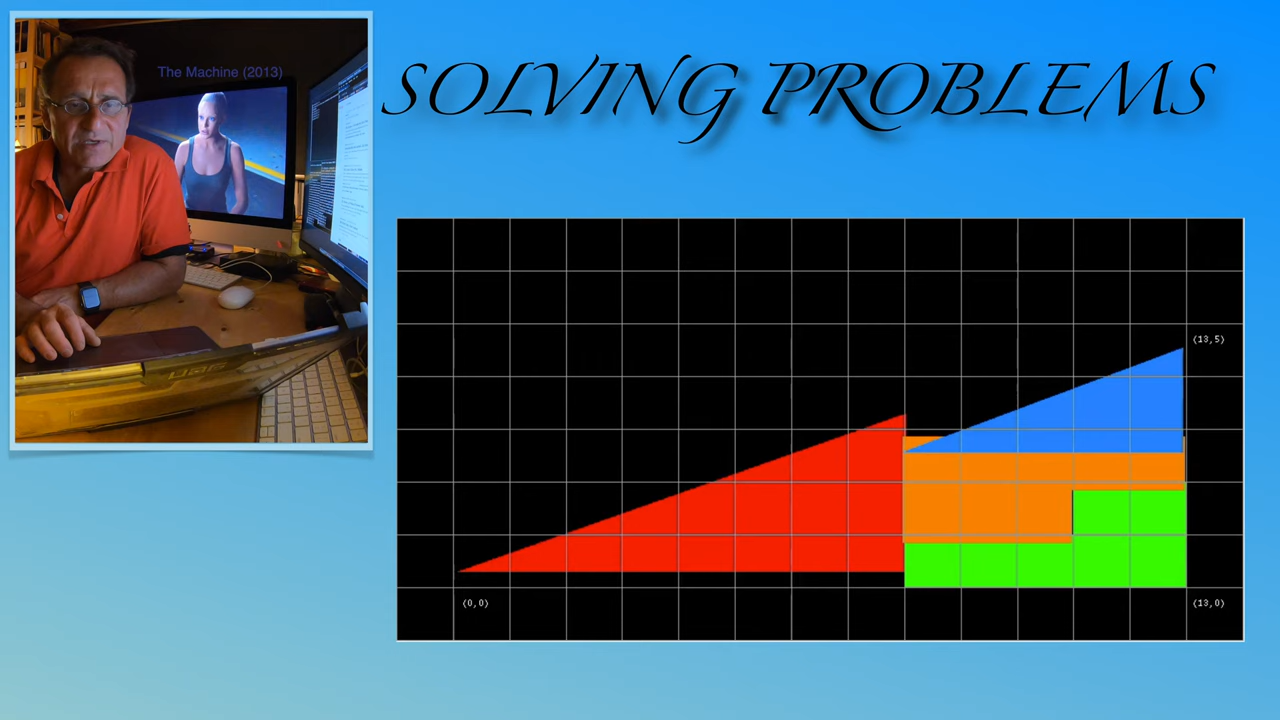 The Machine (2013)
SOLVING PROBLEMS
(13,5)
(0,0)
(13,0)